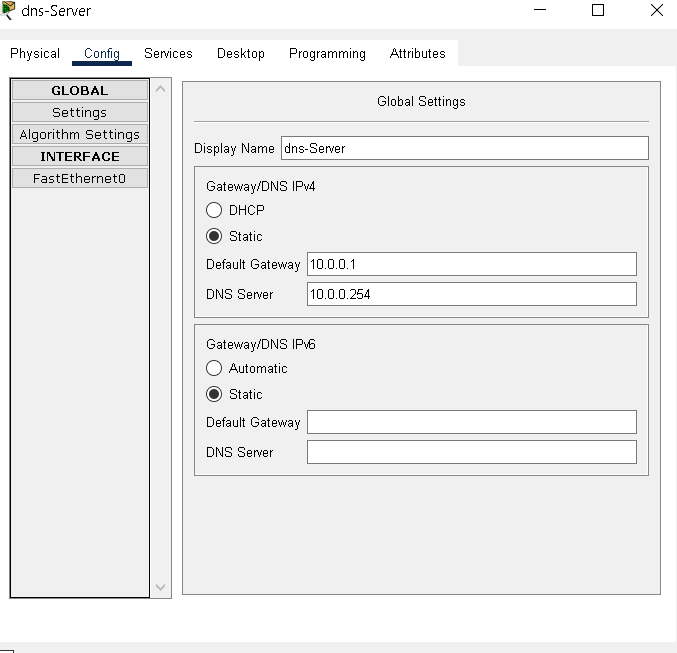 dns-Server
Physical Config Services Desktop Programming Attributes
GLOBAL
Settings
Algorithm Settings
INTERFACE
FastEthernet0
Global Settings
Display Name dns-Server
Gateway/DNS IPv4
DHCP
Static
Default Gateway 10.0.0.1
DNS Server 10.0.0.254
Gateway/DNS IPv6
Automatic
Static
Default Gateway
DNS Server